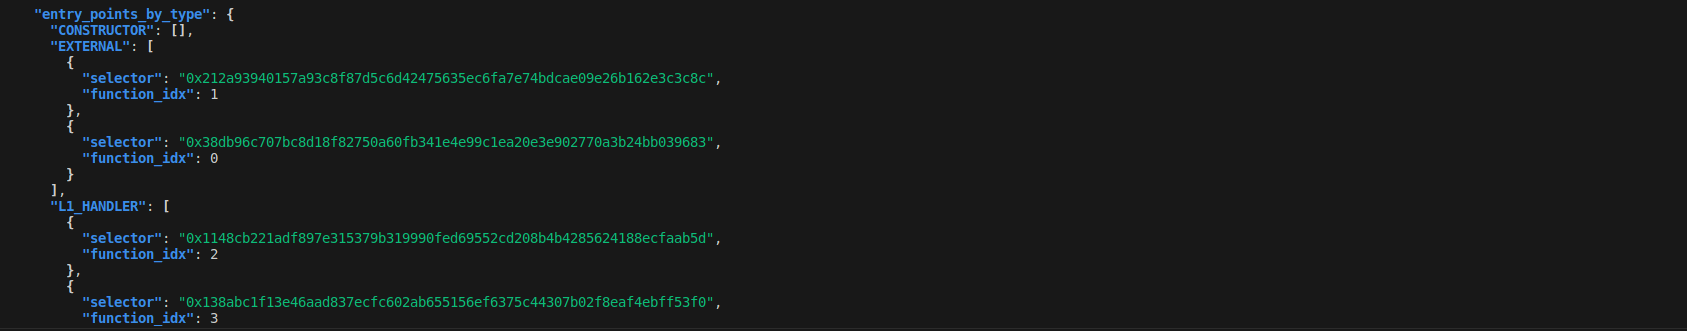 "entry_points_by_type": {
"CONSTRUCTOR": [],
"EXTERNAL": [
{
"selector": "0x212a93940157a93c8f87d5c6d42475635ec6fa7e74bdcae09e26b162e3c3c8c",
"function_idx": 1
},
{
"selector": "0x38db96c707bc8d18f82750a60fb341e4e99c1ea20e3e902770a3b24bb039683",
"function_idx": 0
}
],
"L1_HANDLER": [
{
"selector": "0x1148cb221adf897e315379b319990fed69552cd208b4b4285624188ecfaab5d",
"function_idx": 2
},
{
"selector": "0x138abc1f13e46aad837ecfc602ab655156ef6375c44307b02f8eaf4ebff53f0",
"function_idx": 3